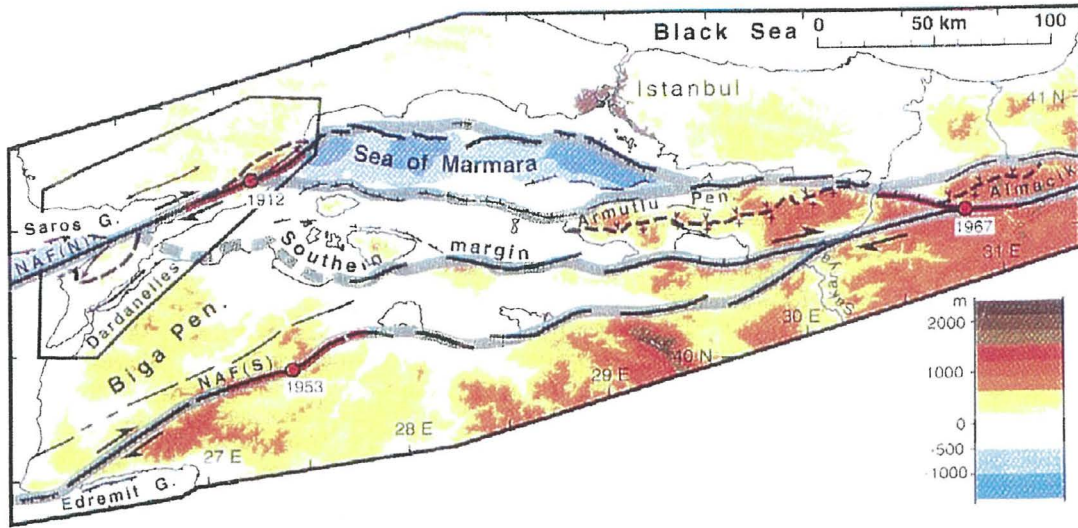 Black Sea
0 50 km 100
Istanbul
41 N
Sea of Marmara
Almacik
1912
Armutlu Pen.
Saros G.
1967
NAF(N)
Southern margin
31 E
Dardanelles
Sakarya
m
2000
30 E
Biga Pen.
40 N
NAF(S)
1000
1953
29 E
0
28 E
-500
27 E
-1000
Edremit G.